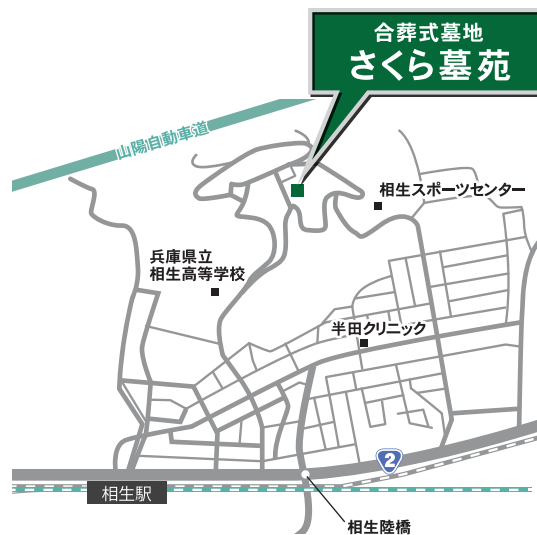 合葬式墓地
さくら墓苑
山陽自動車道
相生スポーツセンター
兵庫県立
相生高等学校
半田クリニック
2
相生駅
相生陸橋